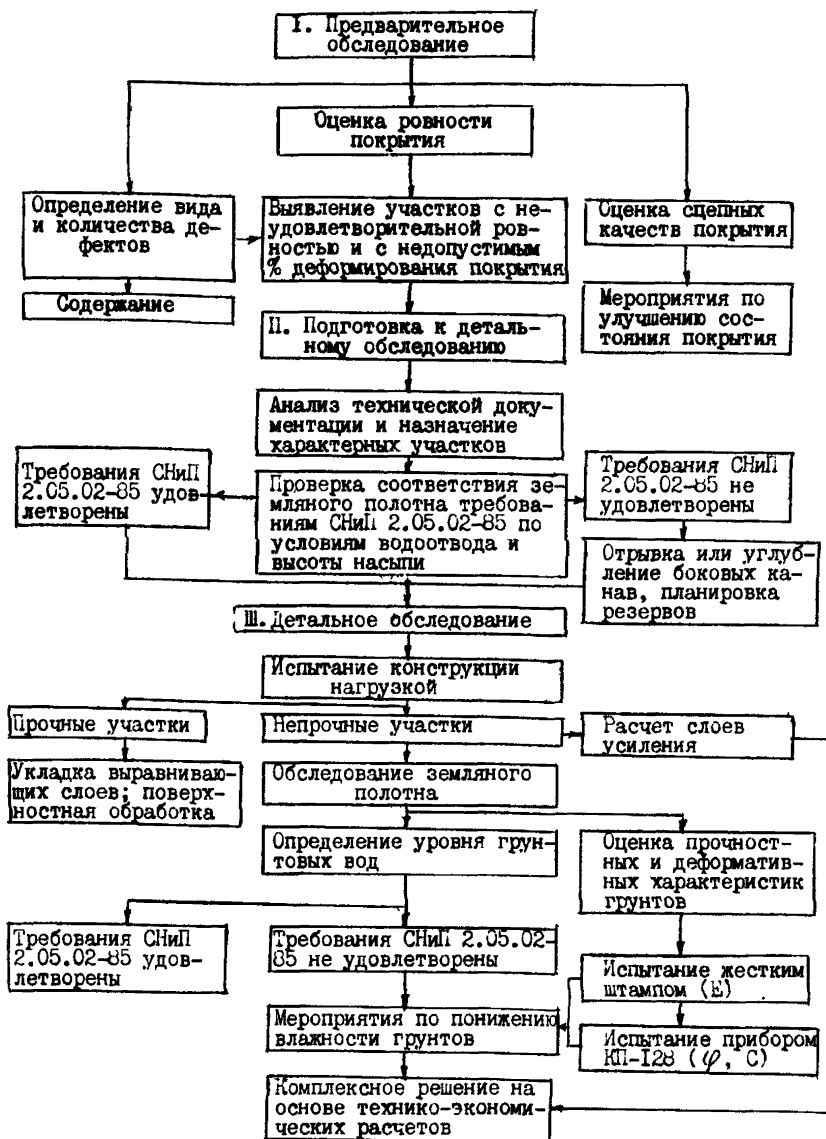 I. Предварительное
обследование
Оценка ровности
покрытия
Определение вида
и количества де-
фектов
Выявление участков с не-
удовлетворительной ров-
ностью и с недопустимым
% деформирования покрытия
Оценка сцепных
качеств покрытия
Содержание
Мероприятия по
улучшению сос-
тояния покрытия
II. Подготовка к деталь-
ному обследованию
Анализ технической доку-
ментации и назначение
характерных участков
Требования СНиП
2.05.02-85 удов-
летворены
Проверка соответствия зе-
мляного полотна требова-
ниям СНиП 2.05.02-85 по
условиям водоотвода и
высоты насыпи
Требования СНиП
2.05.02-85 не
удовлетворены
Отрывка или углуб-
ление боковых ка-
нав, планировка
резервов
Ш. Детальное обследование
Испытание конструкции
нагрузкой
Прочные участки
Непрочные участки
Расчет слоев
усиления
Укладка выравниваю-
щих слоев; поверх-
ностная обработка
Обследование земляного
полотна
Определение уровня грун-
товых вод
Оценка прочност-
ных и деформатив-
ных характеристик
грунтов
Требования СНиП
2.05.02-85 удов-
летворены
Требования СНиП 2.05.02-
85 не удовлетворены
Испытание жестким
штампом (E)
Мероприятия по понижению
влажности грунтов
Испытание прибором
КП-I28 (φ, C)
Комплексное решение на
основе технико-экономи-
ческих расчетов